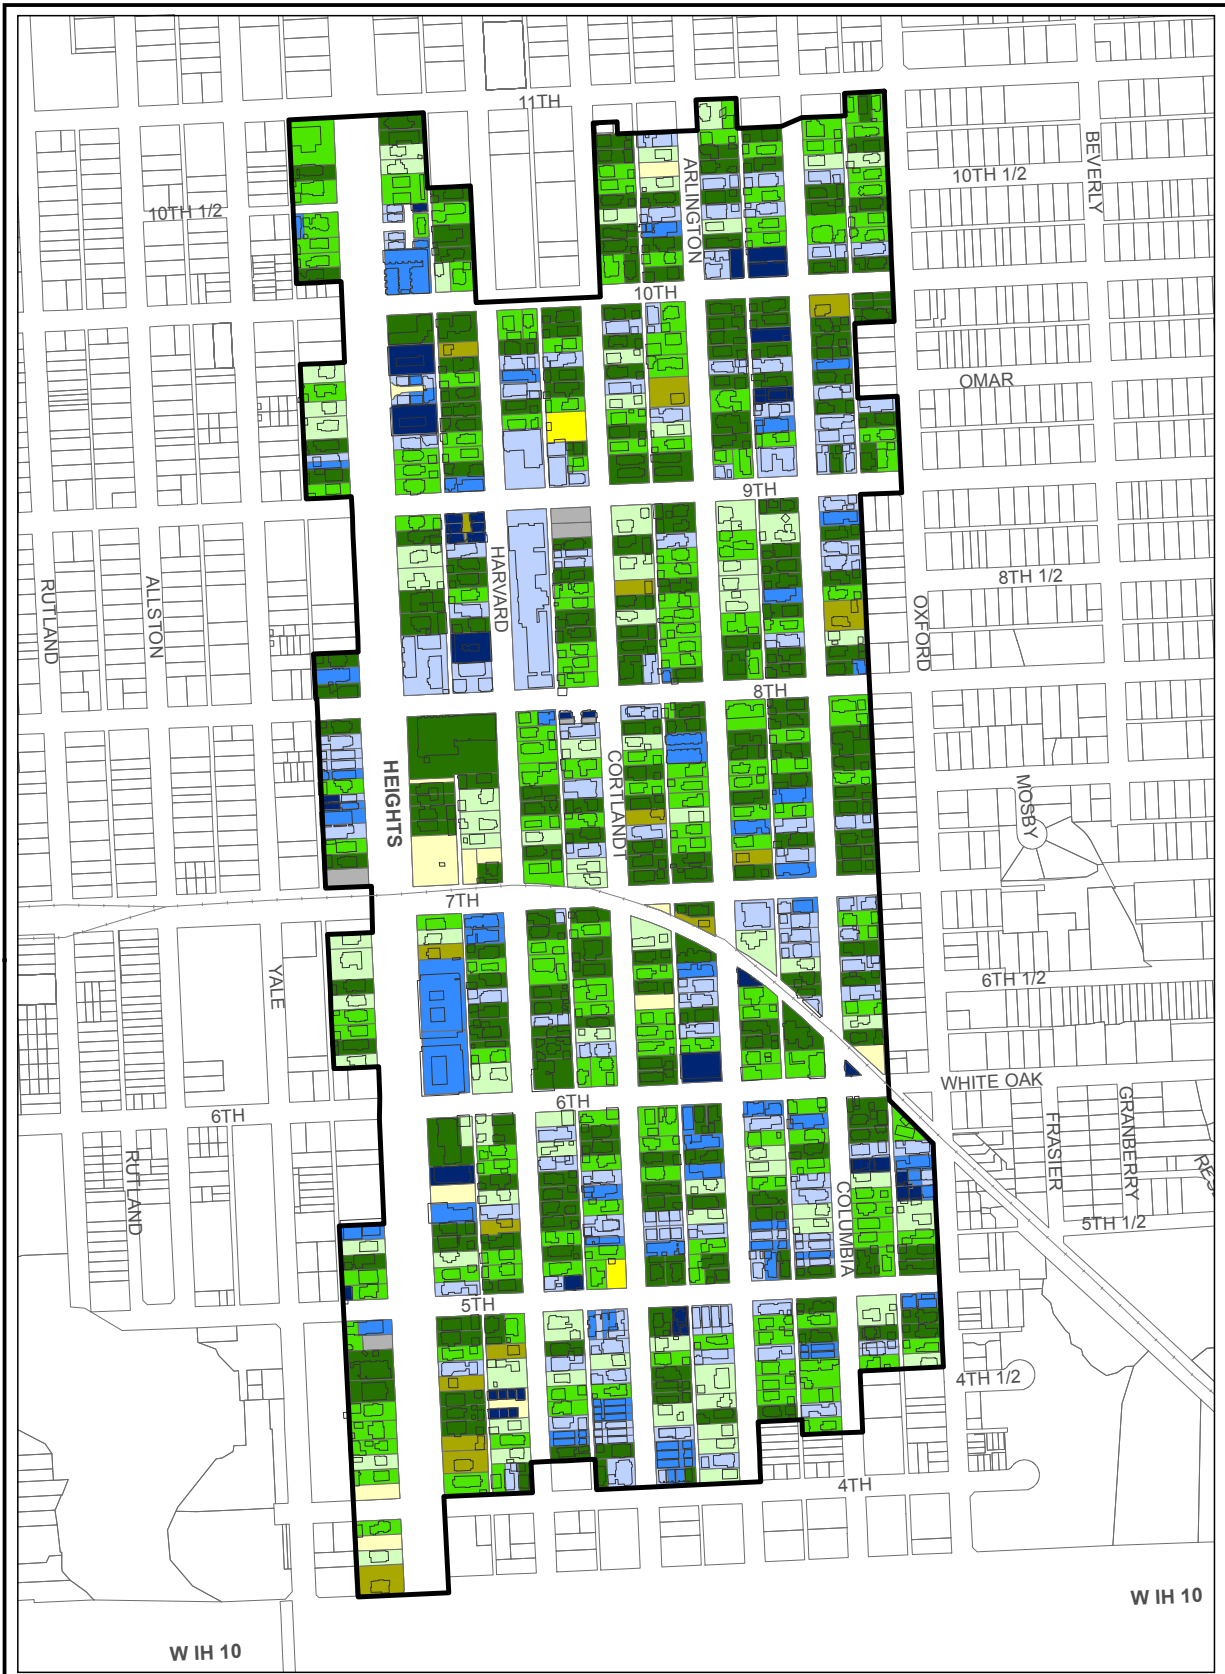 11TH
BEVERLY
10TH 1/2
ARLINGTON
10TH 1/2
10TH
OMAR
9TH
HARVARD
8TH 1/2
RUTLAND
ALLSTON
OXFORD
8TH
CORTLANDT
HEIGHTS
MOSBY
7TH
YALE
6TH 1/2
WHITE OAK
6TH
6TH
GRANBERRY
FRASIER
RUTLAND
COLUMBIA
5TH 1/2
5TH
4TH 1/2
4TH
W IH 10
W IH 10